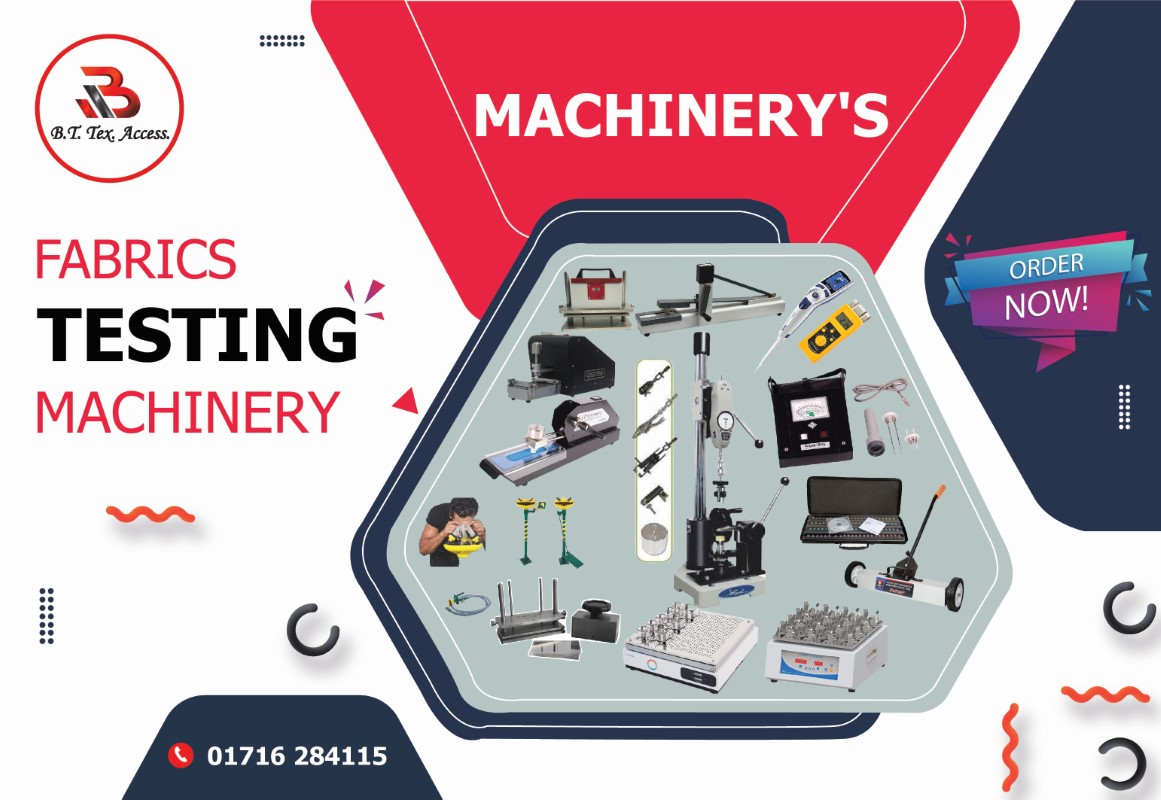 B.T. Tex. Access.
MACHINERY'S
FABRICS
TESTING
MACHINERY
ORDER
NOW!
01716 284115